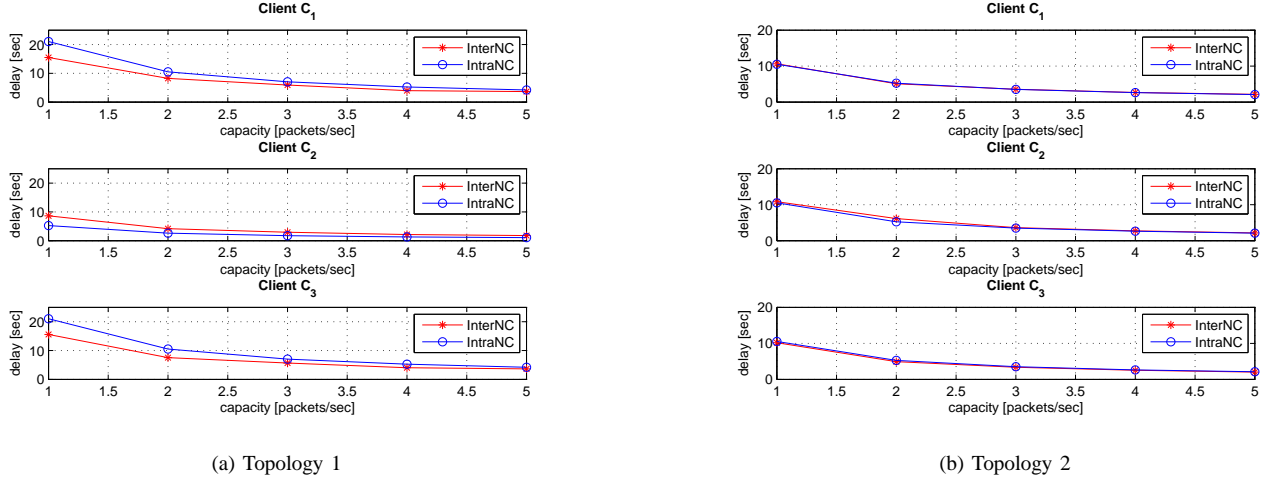 Client C1
delay [sec]
20
10
0
InterNC
IntraNC
1 1.5 2 2.5 3 3.5 4 4.5 5
capacity [packets/sec]
Client C2
delay [sec]
20
10
0
InterNC
IntraNC
1 1.5 2 2.5 3 3.5 4 4.5 5
capacity [packets/sec]
Client C3
delay [sec]
20
10
0
InterNC
IntraNC
1 1.5 2 2.5 3 3.5 4 4.5 5
capacity [packets/sec]
(a) Topology 1
Client C1
delay [sec]
20
10
0
InterNC
IntraNC
1 1.5 2 2.5 3 3.5 4 4.5 5
capacity [packets/sec]
Client C2
delay [sec]
20
10
0
InterNC
IntraNC
1 1.5 2 2.5 3 3.5 4 4.5 5
capacity [packets/sec]
Client C3
delay [sec]
20
10
0
InterNC
IntraNC
1 1.5 2 2.5 3 3.5 4 4.5 5
capacity [packets/sec]
(b) Topology 2